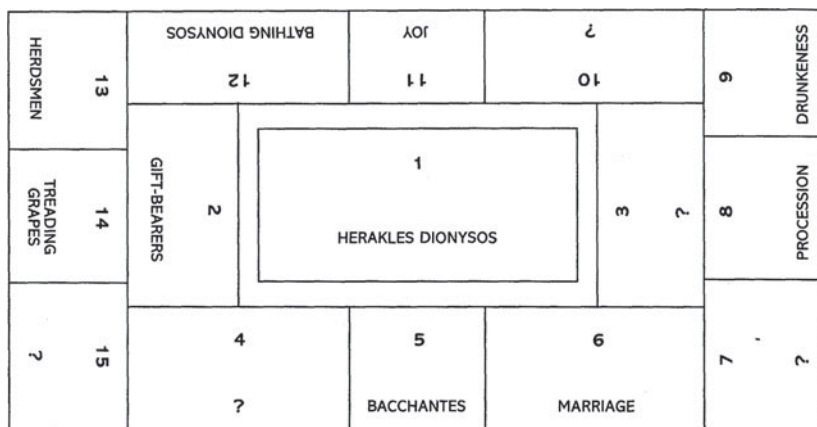 HERDSMEN
13
BATHING DIONYSOS
12
JOY
11
?
10
9
DRUNKENESS
TREADING
GRAPES
14
GIFT-BEARERS
2
1
HERAKLES DIONYSOS
3
?
8
PROCESSION
?
15
4
?
5
BACCHANTES
6
MARRIAGE
7
?